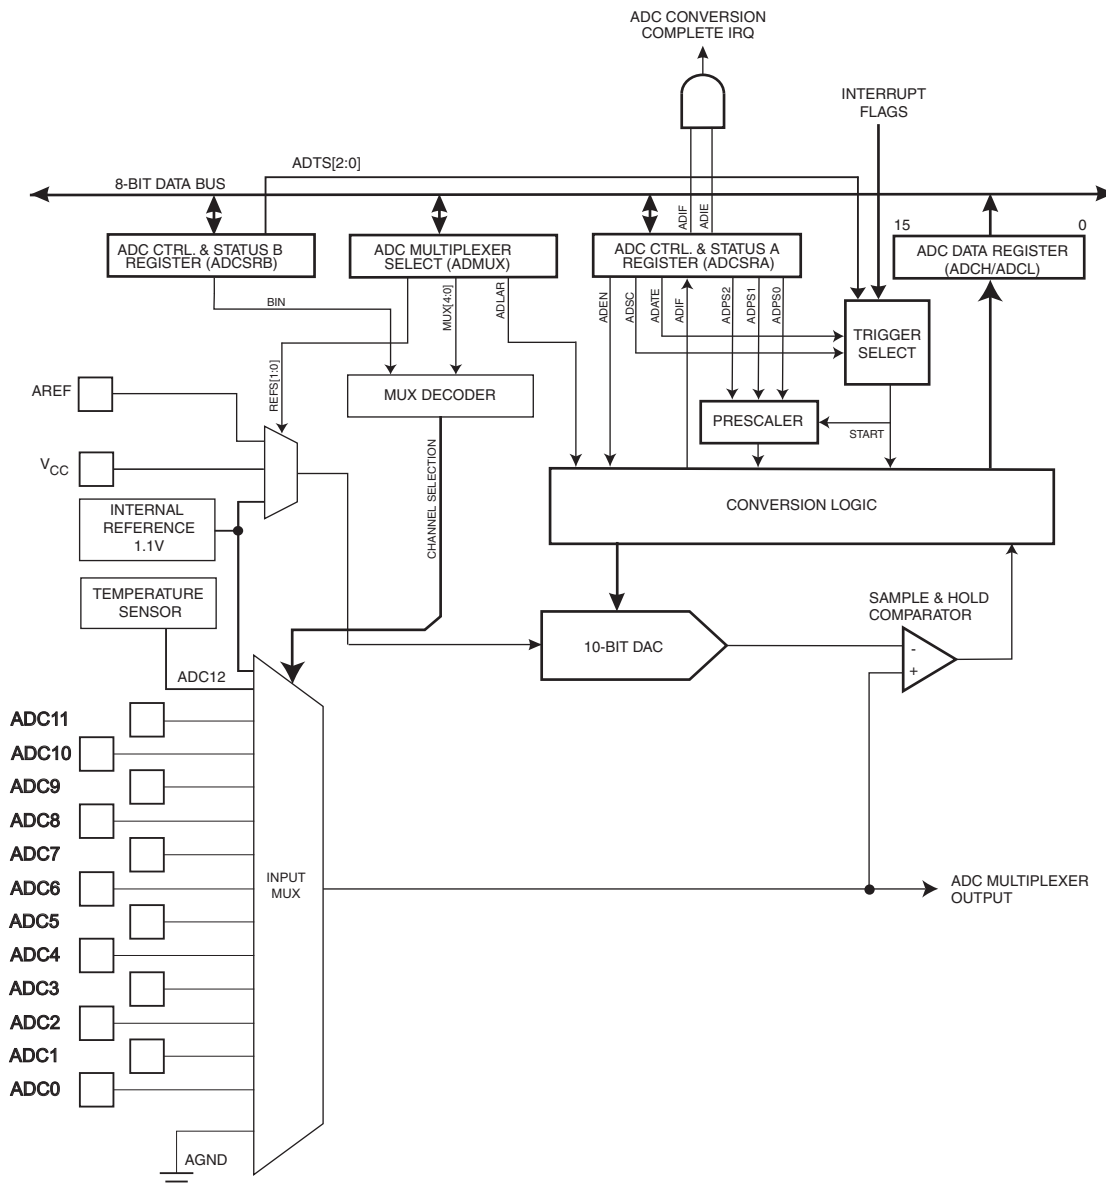 ADC CONVERSION
COMPLETE IRQ
INTERRUPT
FLAGS
ADTS[2:0]
8-BIT DATA BUS
ADIF
ADIE
15
0
ADC CTRL. & STATUS B
REGISTER (ADCSRB)
ADC MULTIPLEXER
SELECT (ADMUX)
ADC CTRL. & STATUS A
REGISTER (ADCSRA)
ADC DATA REGISTER
(ADCH/ADCL)
BIN
MUX[4:0]
ADLAR
ADEN
ADSC
ADATE
ADIF
ADPS2
ADPS1
ADPS0
TRIGGER
SELECT
REFS[1:0]
MUX DECODER
AREF
PRESCALER
START
VCC
CHANNEL SELECTION
INTERNAL
REFERENCE
1.1V
CONVERSION LOGIC
TEMPERATURE
SENSOR
SAMPLE & HOLD
COMPARATOR
10-BIT DAC
-
+
ADC12
ADC11
ADC10
ADC9
ADC8
ADC7
ADC6
ADC5
ADC4
ADC3
ADC2
ADC1
ADC0
INPUT
MUX
ADC MULTIPLEXER
OUTPUT
AGND